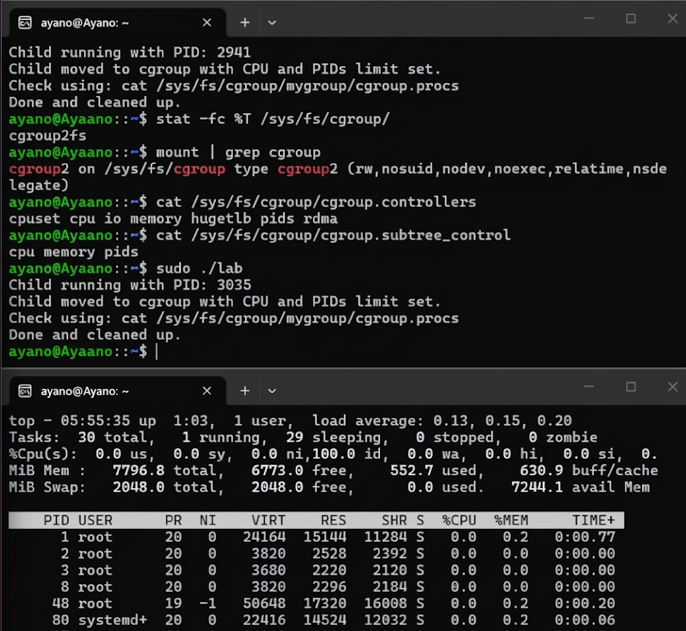 ayano@Ayano: ~
Child running with PID: 2941
Child moved to cgroup with CPU and PIDs limit set.
Check using: cat /sys/fs/cgroup/mygroup/cgroup.procs
Done and cleaned up.
ayano@Ayaano::~$ stat -fc %T /sys/fs/cgroup/
cgroup2fs
ayano@Ayaano::~$ mount | grep cgroup
cgroup2 on /sys/fs/cgroup type cgroup2 (rw,nosuid,nodev,noexec,relatime,nsde
legate)
ayano@Ayaano::~$ cat /sys/fs/cgroup/cgroup.controllers
cpuset cpu io memory hugetlb pids rdma
ayano@Ayaano::~$ cat /sys/fs/cgroup/cgroup.subtree_control
cpu memory pids
ayano@Ayaano::~$ sudo ./lab
Child running with PID: 3035
Child moved to cgroup with CPU and PIDs limit set.
Check using: cat /sys/fs/cgroup/mygroup/cgroup.procs
Done and cleaned up.
ayano@Ayaano::~$
ayano@Ayano: ~
top - 05:55:35 up  1:03,  1 user,  load average: 0.13, 0.15, 0.20
Tasks:  30 total,   1 running,  29 sleeping,   0 stopped,   0 zombie
%Cpu(s):  0.0 us,  0.0 sy,  0.0 ni,100.0 id,  0.0 wa,  0.0 hi,  0.0 si,  0.
MiB Mem :   7796.8 total,   6773.0 free,    552.7 used,    630.9 buff/cache
MiB Swap:   2048.0 total,   2048.0 free,      0.0 used.   7244.1 avail Mem
PID USER      PR  NI    VIRT    RES    SHR S  %CPU  %MEM     TIME+
1 root      20   0   24164  15144  11284 S   0.0   0.2   0:00.77
2 root      20   0    3820   2528   2392 S   0.0   0.0   0:00.00
3 root      20   0    3680   2220   2120 S   0.0   0.0   0:00.00
8 root      20   0    3820   2296   2184 S   0.0   0.0   0:00.00
48 root      19  -1   50648  17320  16008 S   0.0   0.2   0:00.20
80 systemd+  20   0   22416  14524  12032 S   0.0   0.2   0:00.06